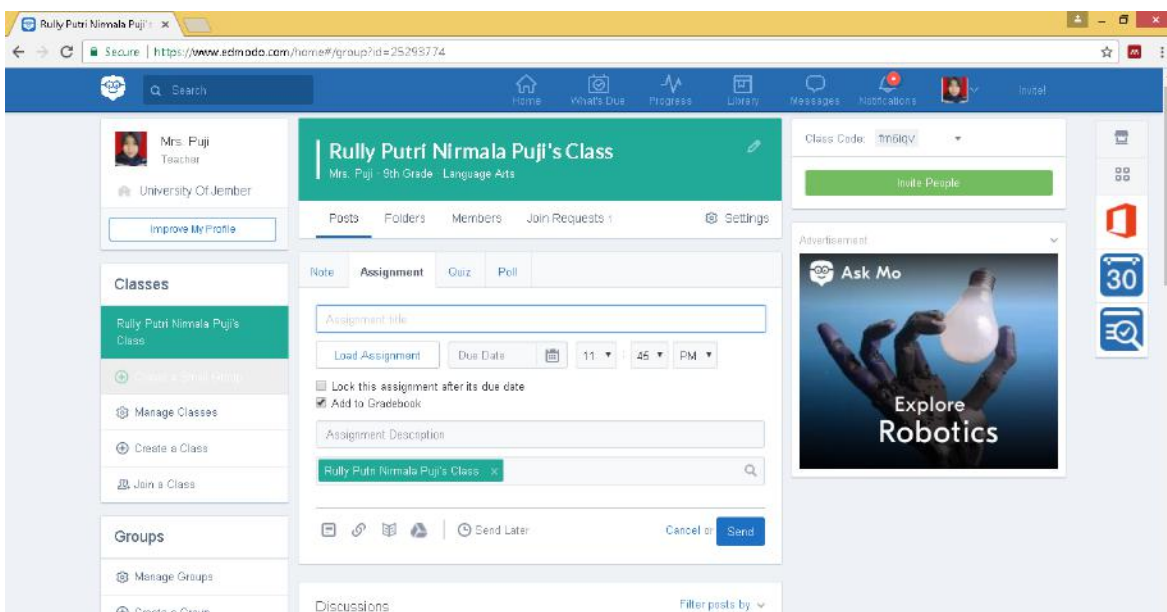 Rully Putri Nirmala Puji's
Secure | https://www.edmodo.com/home#/group?id=25293774
Search
Home
What's Due
Progress
Library
Messages
Notifications
Invite!
Mrs. Puji
Teacher
University Of Jember
Improve My Profile
Classes
Rully Putri Nirmala Puji's
Class
Create a Small Group
Manage Classes
Create a Class
Join a Class
Groups
Manage Groups
Create a Group
Rully Putri Nirmala Puji's Class
Mrs. Puji · 9th Grade · Language Arts
Posts Folders Members Join Requests 1 Settings
Note Assignment Quiz Poll
Assignment title
Load Assignment Due Date 11 : 45 PM
Lock this assignment after its due date
Add to Gradebook
Assignment Description
Rully Putri Nirmala Puji's Class ×
Send Later Cancel or Send
Discussions Filter posts by
Class Code:
Invite People
Advertisement
Ask Mo
Explore
Robotics
30